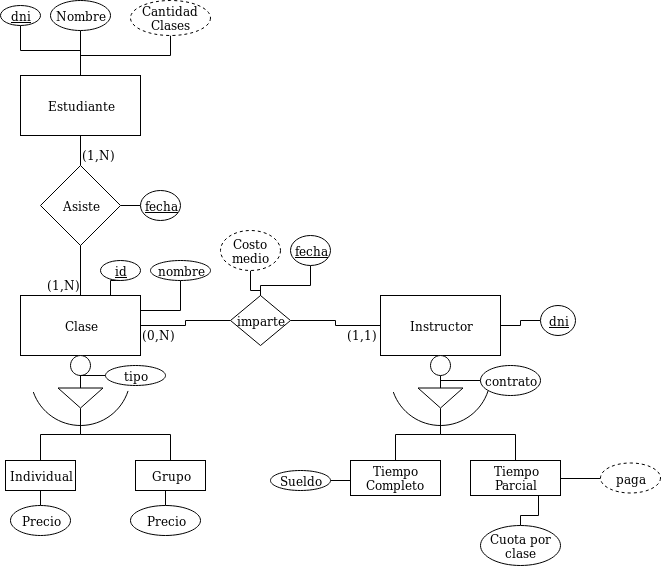 dni
Nombre
Cantidad
Clases
Estudiante
(1,N)
Asiste
fecha
(1,N)
id
nombre
Costo
medio
fecha
Clase
(0,N)
imparte
(1,1)
Instructor
dni
tipo
contrato
Individual
Grupo
Precio
Precio
Sueldo
Tiempo
Completo
Tiempo
Parcial
paga
Cuota por
clase